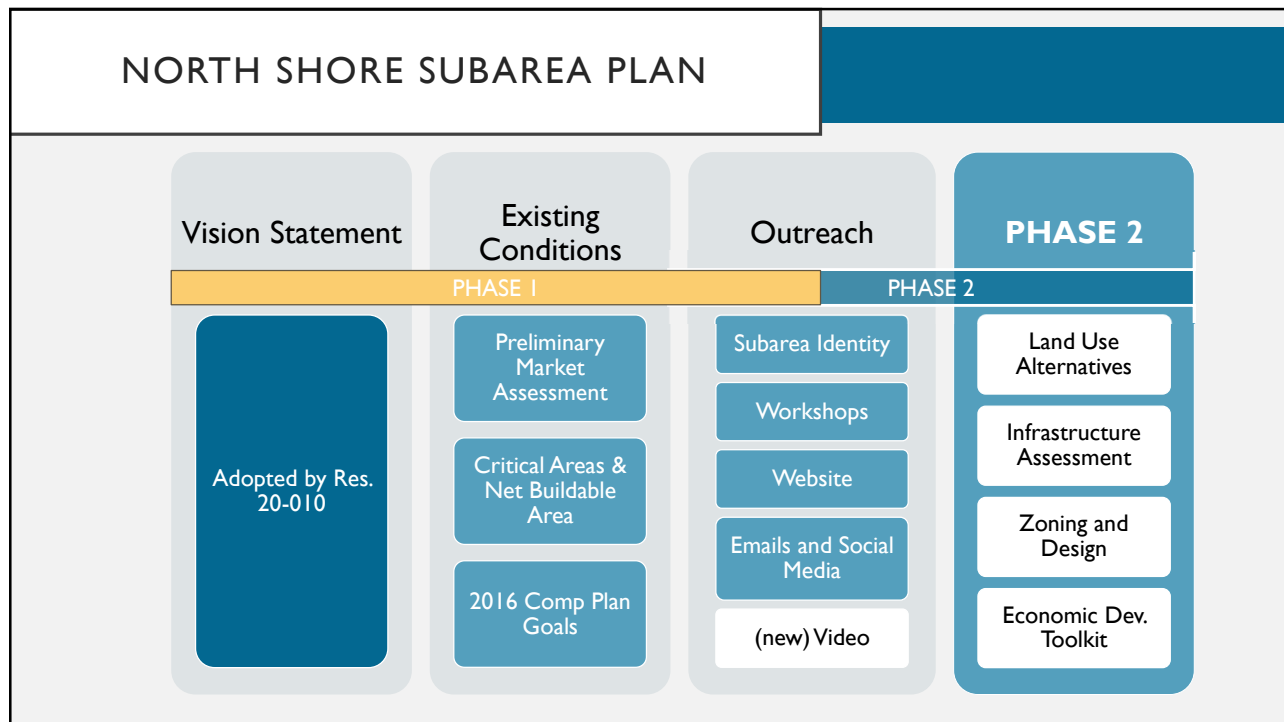 NORTH SHORE SUBAREA PLAN
Vision Statement
Existing
Conditions
Outreach
PHASE 2
PHASE 1
PHASE 2
Adopted by Res.
20-010
Preliminary
Market
Assessment
Critical Areas &
Net Buildable
Area
2016 Comp Plan
Goals
Subarea Identity
Workshops
Website
Emails and Social
Media
(new) Video
Land Use
Alternatives
Infrastructure
Assessment
Zoning and
Design
Economic Dev.
Toolkit